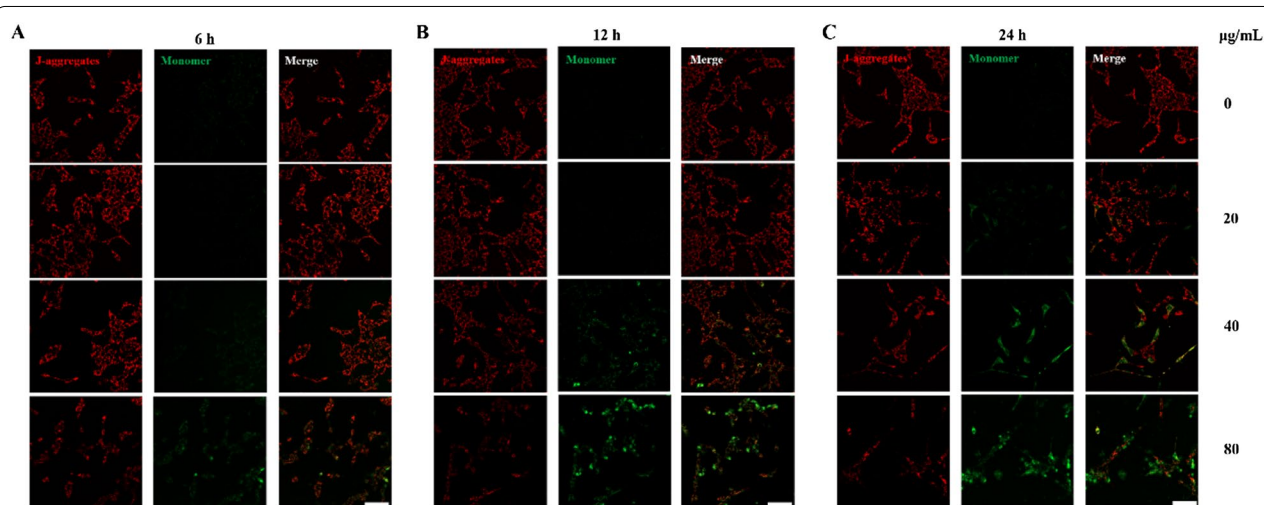 A
6 h
J-aggregates
Monomer
Merge
B
12 h
J-aggregates
Monomer
Merge
C
24 h
J-aggregates
Monomer
Merge
μg/mL
0
20
40
80